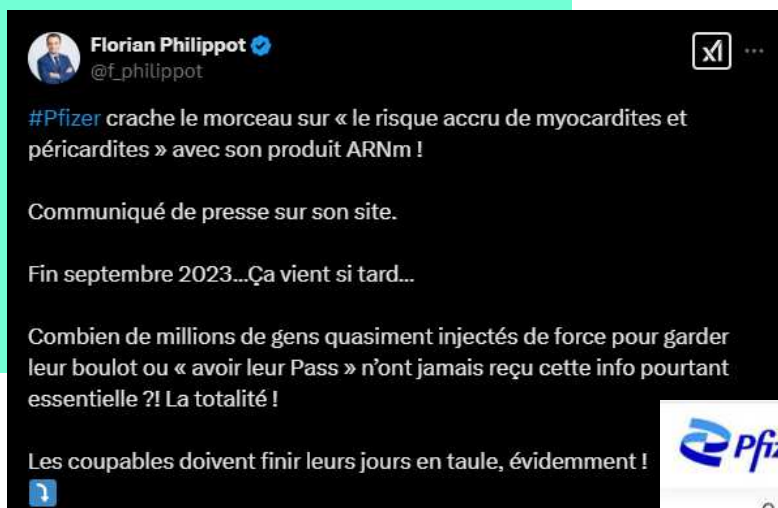 Florian Philippot
@f_philippot
#Pfizer crache le morceau sur « le risque accru de myocardites et
péricardites » avec son produit ARNm !
Communiqué de presse sur son site.
Fin septembre 2023...Ça vient si tard...
Combien de millions de gens quasiment injectés de force pour garder
leur boulot ou « avoir leur Pass » n’ont jamais reçu cette info pourtant
essentielle ?! La totalité !
Les coupables doivent finir leurs jours en taule, évidemment !